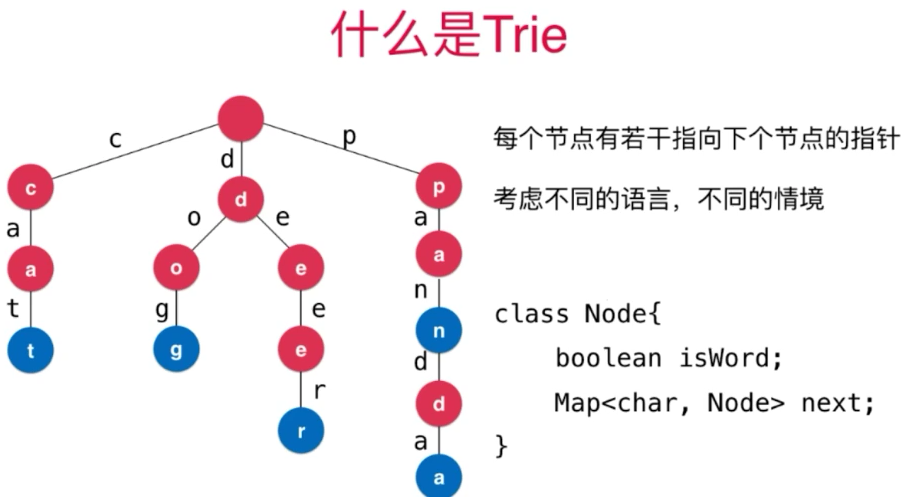 什么是Trie
c
d
p
每个节点有若干指向下个节点的指针
c
d
p
考虑不同的语言，不同的情境
a
o
e
a
a
o
e
a
t
g
e
n
class Node{
t
g
e
n
boolean isWord;
r
d
d
Map<char, Node> next;
r
a
}
a